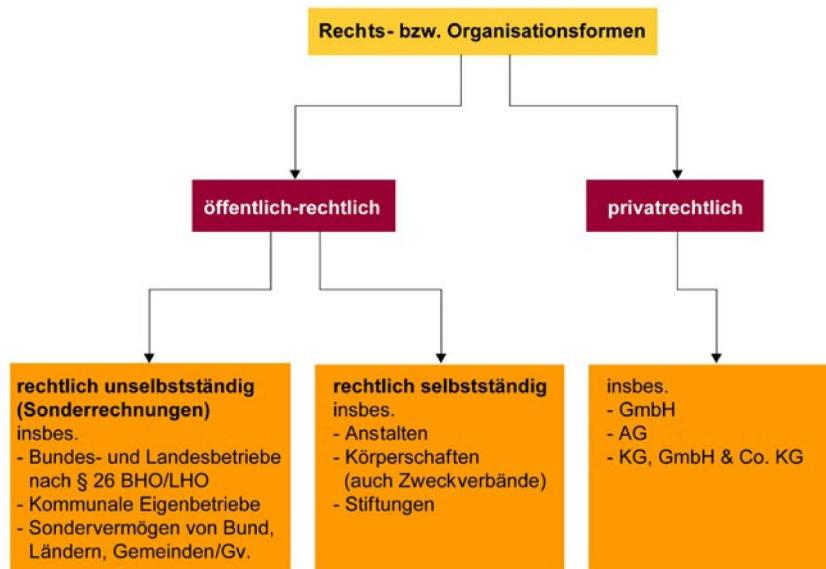 Rechts- bzw. Organisationsformen
öffentlich-rechtlich
privatrechtlich
rechtlich unselbstständig
(Sonderrechnungen)
insbes.
- Bundes- und Landesbetriebe
nach § 26 BHO/LHO
- Kommunale Eigenbetriebe
- Sondervermögen von Bund,
Ländern, Gemeinden/Gv.
rechtlich selbstständig
insbes.
- Anstalten
- Körperschaften
(auch Zweckverbände)
- Stiftungen
insbes.
- GmbH
- AG
- KG, GmbH & Co. KG